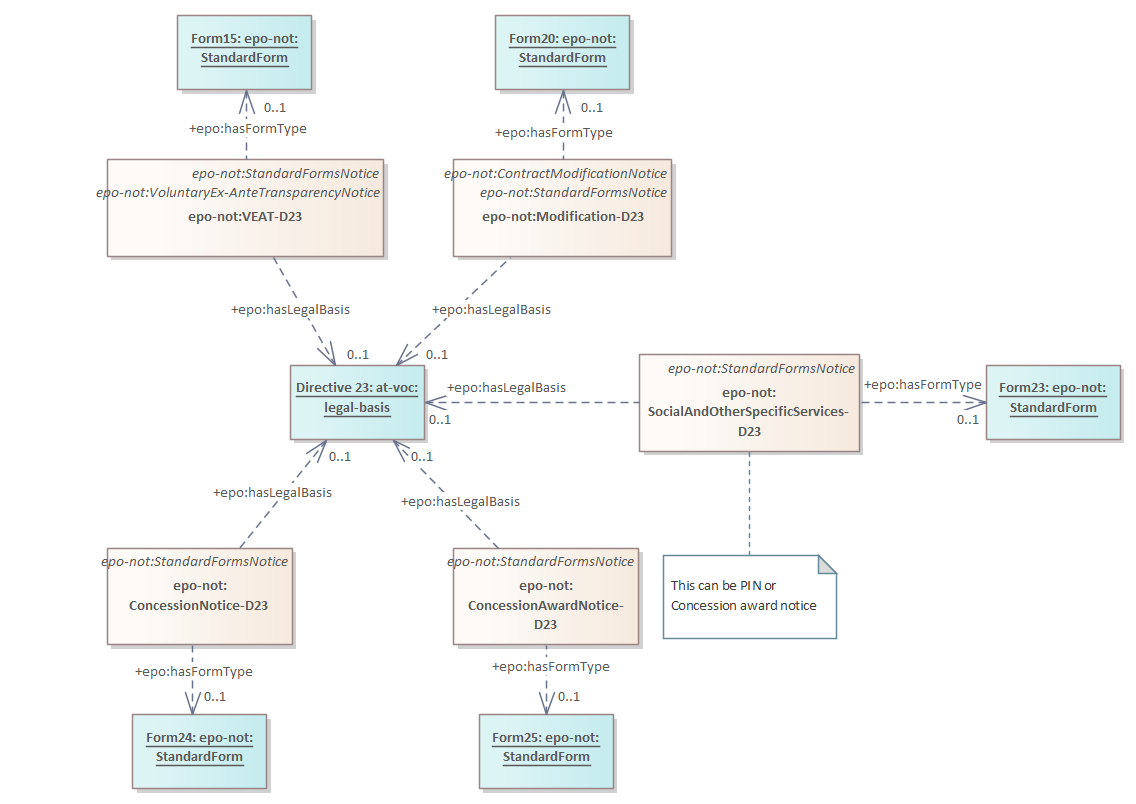 Form15: epo-not:
StandardForm
Form20: epo-not:
StandardForm
0..1
0..1
+epo:hasFormType
+epo:hasFormType
epo-not:StandardFormsNotice
epo-not:VoluntaryEx-AnteTransparencyNotice
epo-not:VEAT-D23
epo-not:ContractModificationNotice
epo-not:StandardFormsNotice
epo-not:Modification-D23
+epo:hasLegalBasis
+epo:hasLegalBasis
0..1
0..1
Directive 23: at-voc:
legal-basis
+epo:hasLegalBasis
0..1
epo-not:StandardFormsNotice
epo-not:
SocialAndOtherSpecificServices-
D23
+epo:hasFormType
0..1
Form23: epo-not:
StandardForm
0..1
0..1
+epo:hasLegalBasis
+epo:hasLegalBasis
epo-not:StandardFormsNotice
epo-not:
ConcessionNotice-D23
epo-not:StandardFormsNotice
epo-not:
ConcessionAwardNotice-
D23
This can be PIN or
Concession award notice
+epo:hasFormType
0..1
+epo:hasFormType
0..1
Form24: epo-not:
StandardForm
Form25: epo-not:
StandardForm